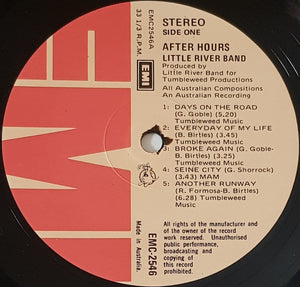 STEREO
SIDE ONE
AFTER HOURS
LITTLE RIVER BAND
Produced by
Little River Band for
Tumbleweed Productions
All Australian Compositions
An Australian Recording
1: DAYS ON THE ROAD
(G. Goble) (5.20)
Tumbleweed Music
2: EVERYDAY OF MY LIFE
(B. Birtles) (3.45)
Tumbleweed Music
3: BROKE AGAIN (G. Goble-
B. Birtles) (3.25)
Tumbleweed Music
4: SEINE CITY (G. Shorrock)
(3.43) MAM
5: ANOTHER RUNWAY
(R. Formosa-B. Birtles)
(6.28) Tumbleweed Music
All rights of the manufacturer and
of the owner of the record
work reserved. Unauthorised
public performance,
broadcasting and
copying of
this record
prohibited.
EMC-2546
Made in Australia.
EMI
EMI
33 1/3 R.P.M.
EMC2546A